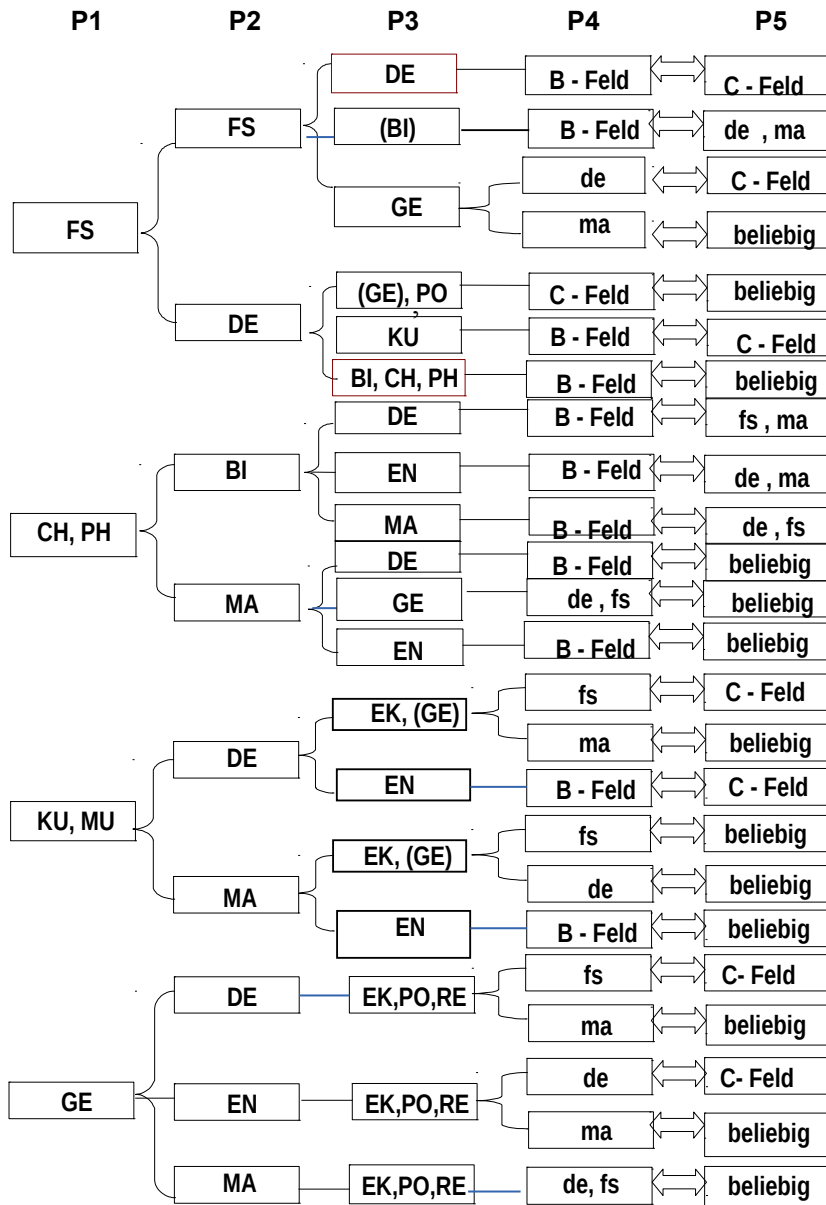 P1 P2 P3 P4 P5
DE B - Feld C - Feld
FS (BI) B - Feld de , ma
de C - Feld
GE
FS ma beliebig
(GE), PO C - Feld beliebig
,
DE KU B - Feld C - Feld
BI, CH, PH B - Feld beliebig
DE B - Feld fs , ma
BI EN B - Feld de , ma
CH, PH MA B - Feld de , fs
DE B - Feld beliebig
MA GE de , fs beliebig
EN B - Feld beliebig
fs C - Feld
EK, (GE)
DE ma beliebig
EN B - Feld C - Feld
KU, MU fs beliebig
EK, (GE)
MA de beliebig
EN B - Feld beliebig
fs C- Feld
DE EK,PO,RE
ma beliebig
de C- Feld
GE EN EK,PO,RE
ma beliebig
MA EK,PO,RE de, fs beliebig